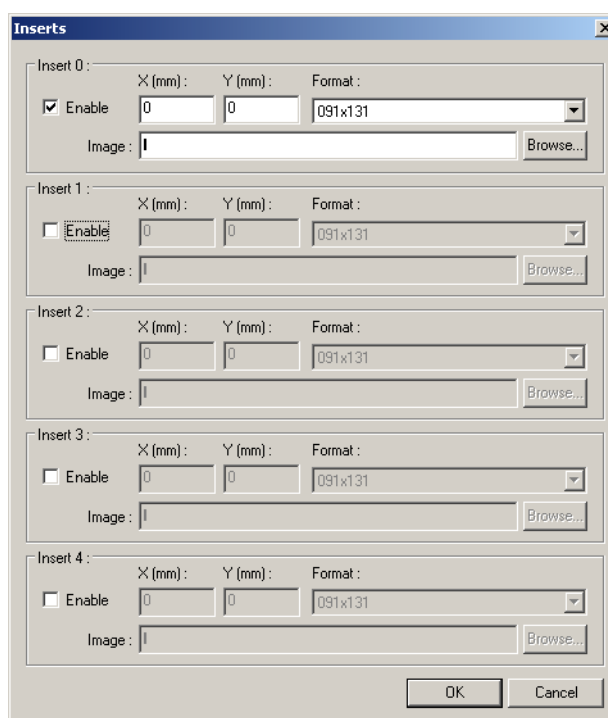 Inserts
Insert 0 :
X (mm) : Y (mm) : Format :
Enable 0 0 091x131
Image : I Browse...
Insert 1 :
X (mm) : Y (mm) : Format :
Enable 0 0 091x131
Image : I Browse...
Insert 2 :
X (mm) : Y (mm) : Format :
Enable 0 0 091x131
Image : I Browse...
Insert 3 :
X (mm) : Y (mm) : Format :
Enable 0 0 091x131
Image : I Browse...
Insert 4 :
X (mm) : Y (mm) : Format :
Enable 0 0 091x131
Image : I Browse...
OK Cancel